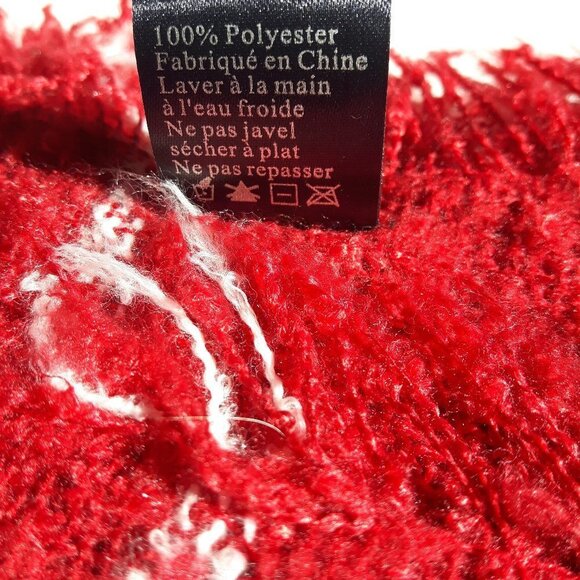 100% Polyester
Fabriqué en Chine
Laver à la main
à l'eau froide
Ne pas javel
sécher à plat
Ne pas repasser